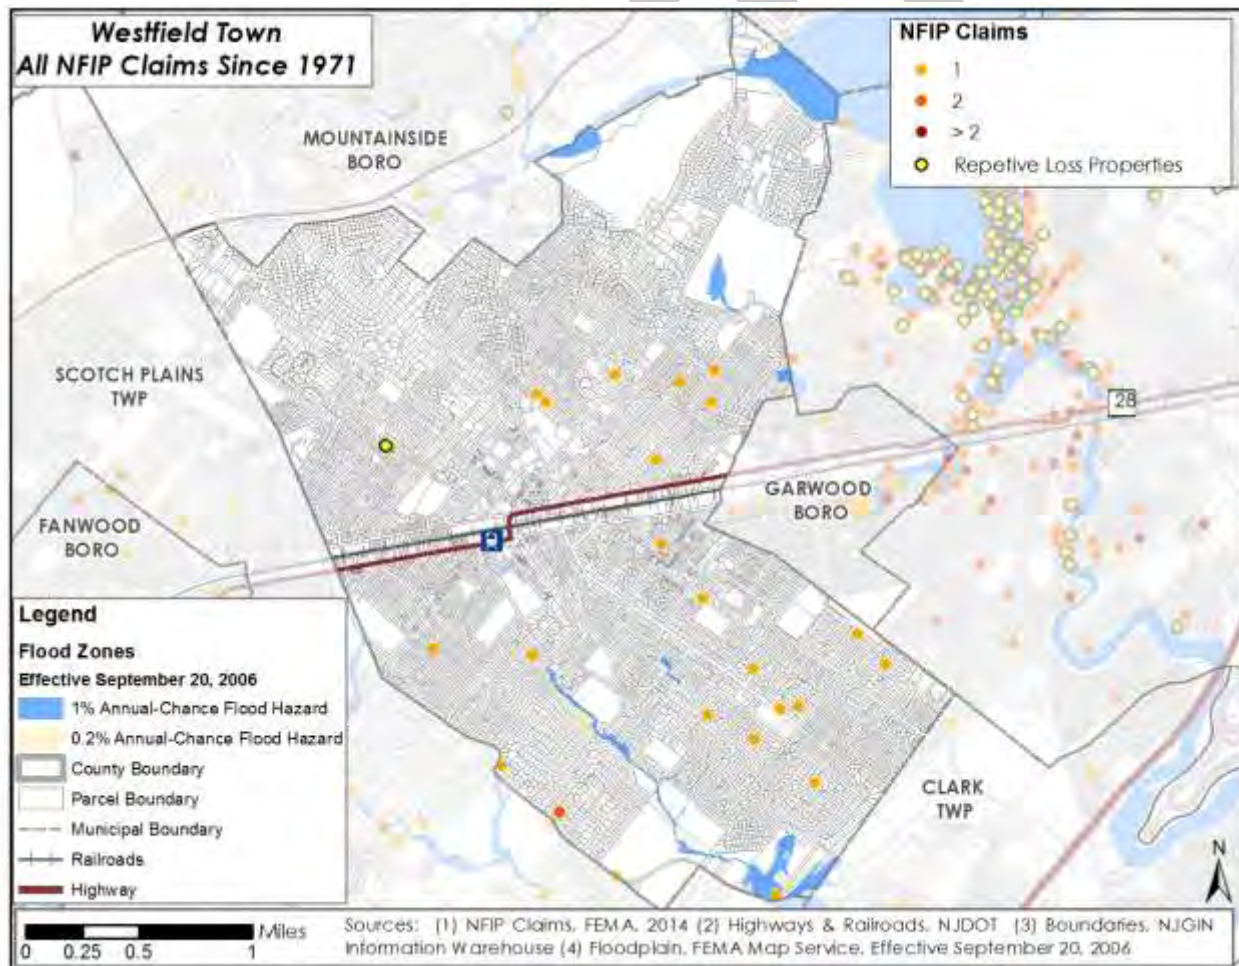 Westfield Town
All NFIP Claims Since 1971
NFIP Claims
1
2
> 2
Repetive Loss Properties
MOUNTAINSIDE
BORO
SCOTCH PLAINS
TWP
28
GARWOOD
BORO
FANWOOD
BORO
CLARK
TWP
Legend
Flood Zones
Effective September 20, 2006
1% Annual-Chance Flood Hazard
0.2% Annual-Chance Flood Hazard
County Boundary
Parcel Boundary
Municipal Boundary
Railroads
Highway
N
0 0.25 0.5 1 Miles
Sources: (1) NFIP Claims, FEMA, 2014 (2) Highways & Railroads, NJDOT (3) Boundaries, NJGIN
Information Warehouse (4) Floodplain, FEMA Map Service, Effective September 20, 2006